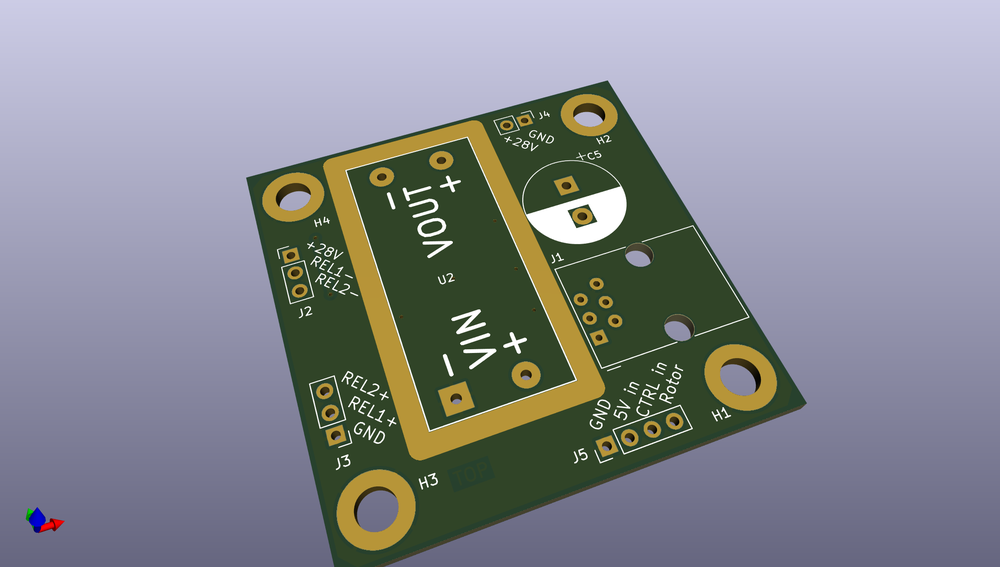 J4
GND
+28V
H2
+C5
H4
-
+
VOUT
+28V
REL1-
REL2-
J2
U2
J1
VIN
-
+
REL2+
REL1+
GND
J3
GND
5V in
CTRL in
Rotor
J5
H1
H3
TOP